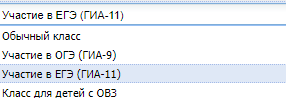 Участие в ЕГЭ (ГИА-11)
Обычный класс
Участие в ОГЭ (ГИА-9)
Участие в ЕГЭ (ГИА-11)
Класс для детей с ОВЗ